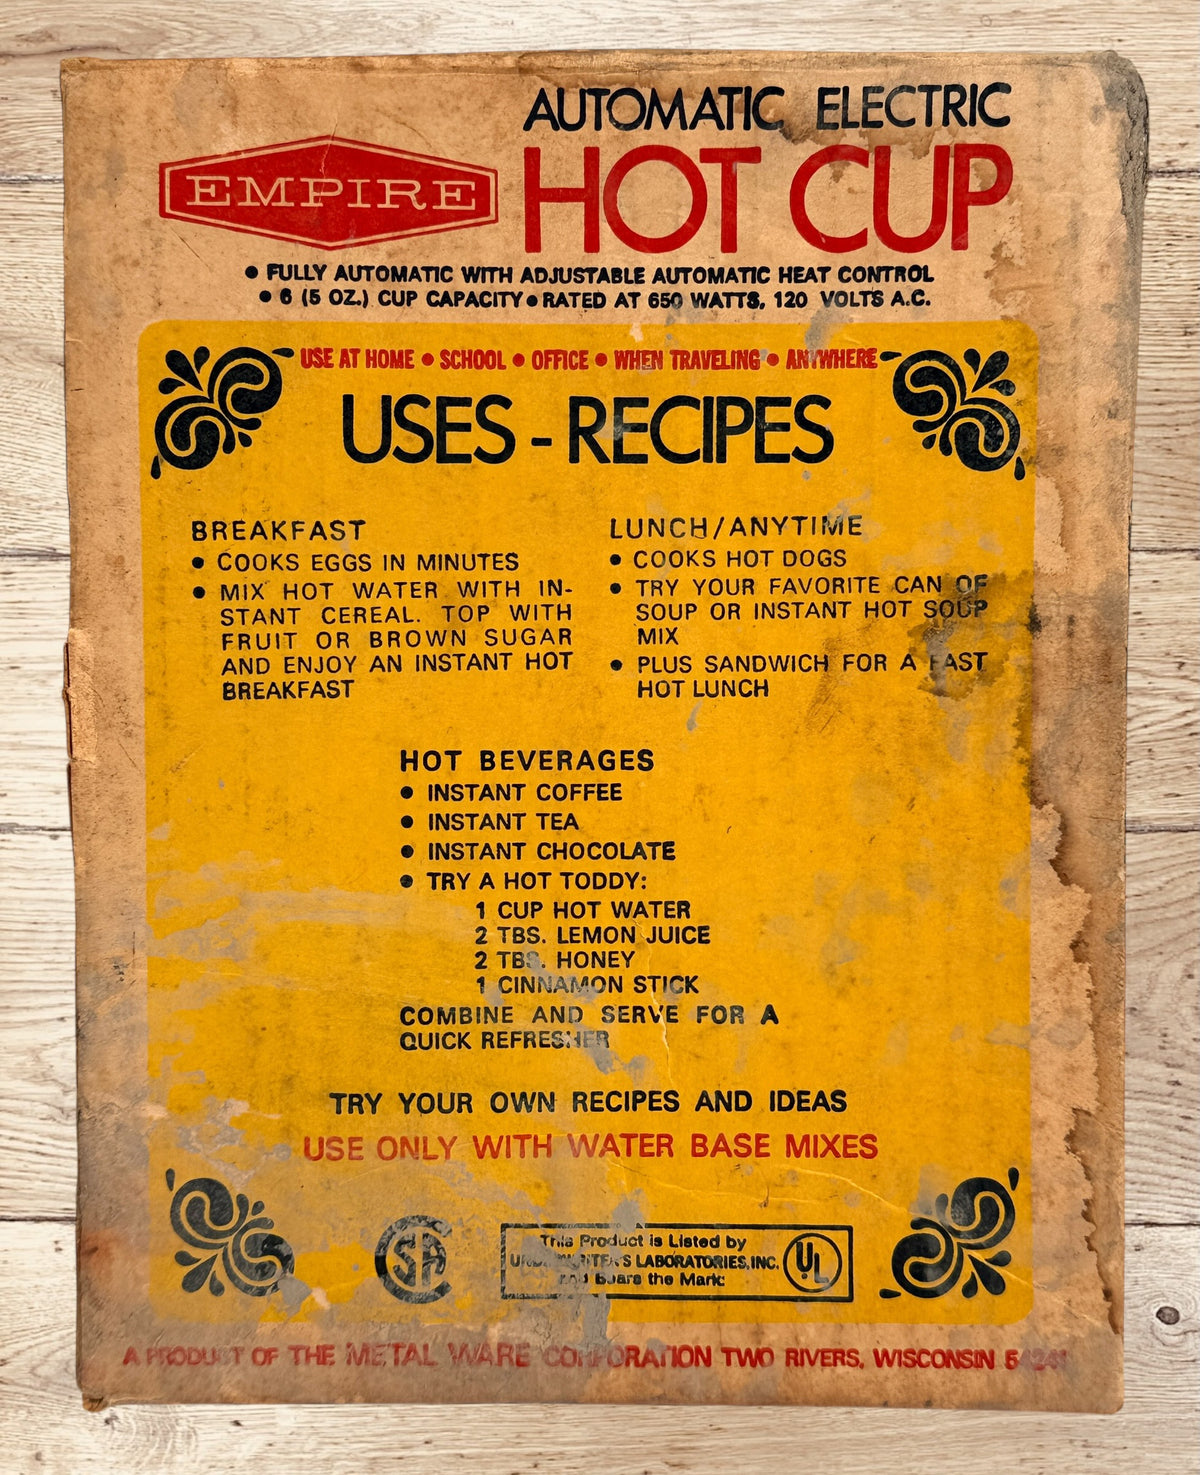 AUTOMATIC ELECTRIC
EMPIRE
HOT CUP
• FULLY AUTOMATIC WITH ADJUSTABLE AUTOMATIC HEAT CONTROL
• 6 (5 OZ.) CUP CAPACITY • RATED AT 650 WATTS, 120 VOLTS A.C.
USE AT HOME • SCHOOL • OFFICE • WHEN TRAVELING • ANYWHERE
USES - RECIPES
BREAKFAST
• COOKS EGGS IN MINUTES
• MIX HOT WATER WITH IN-
STANT CEREAL. TOP WITH
FRUIT OR BROWN SUGAR
AND ENJOY AN INSTANT HOT
BREAKFAST
LUNCH/ANYTIME
• COOKS HOT DOGS
• TRY YOUR FAVORITE CAN OF
SOUP OR INSTANT HOT SOUP
MIX
• PLUS SANDWICH FOR A FAST
HOT LUNCH
HOT BEVERAGES
• INSTANT COFFEE
• INSTANT TEA
• INSTANT CHOCOLATE
• TRY A HOT TODDY:
1 CUP HOT WATER
2 TBS. LEMON JUICE
2 TBS. HONEY
1 CINNAMON STICK
COMBINE AND SERVE FOR A
QUICK REFRESHER
TRY YOUR OWN RECIPES AND IDEAS
USE ONLY WITH WATER BASE MIXES
CSA
This Product is Listed by
UNDERWRITERS LABORATORIES, INC.
and Bears the Mark:
UL
A PRODUCT OF THE METAL WARE CORPORATION TWO RIVERS, WISCONSIN